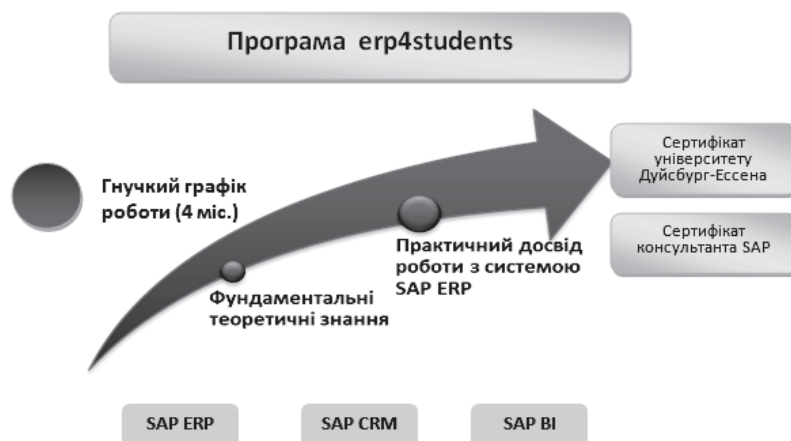 Програма erp4students
Гнучкий графік
роботи (4 міс.)
Сертифікат
університету
Дуйсбург-Ессена
Сертифікат
консультанта SAP
Практичний досвід
роботи з системою
SAP ERP
Фундаментальні
теоретичні знання
SAP ERP
SAP CRM
SAP BI